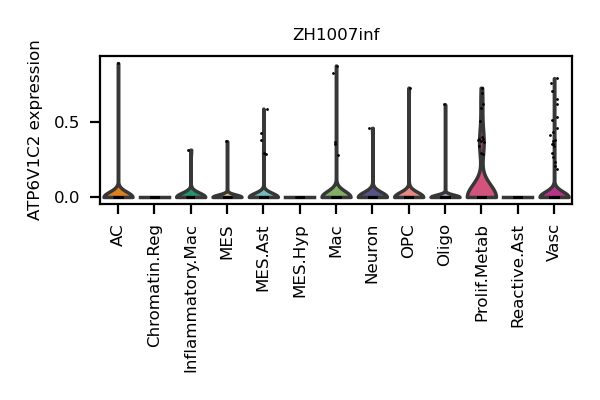 ZH1007inf
ATP6V1C2 expression
0.5
0.0
AC
Chromatin.Reg
Inflammatory.Mac
MES
MES.Ast
MES.Hyp
Mac
Neuron
OPC
Oligo
Prolif.Metab
Reactive.Ast
Vasc